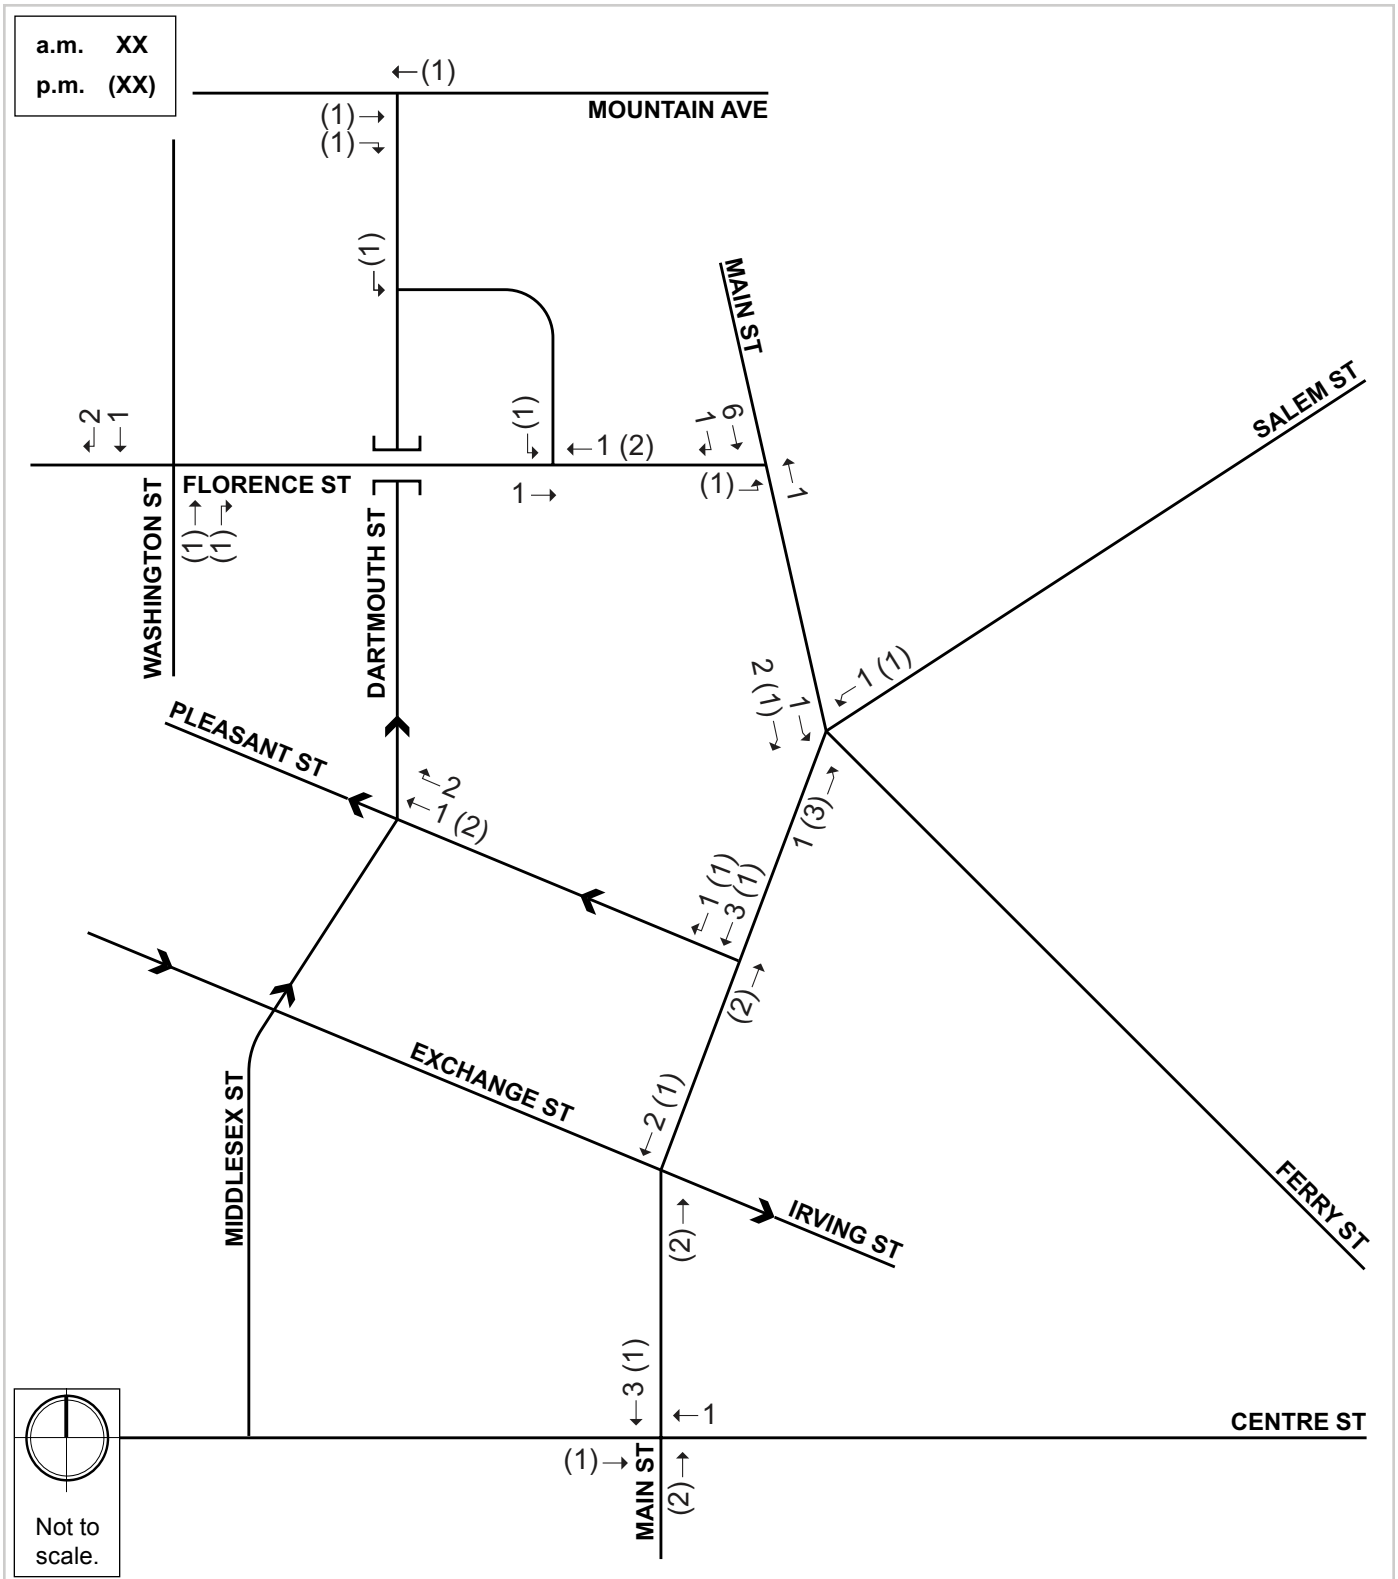 a.m. XX
p.m. (XX)
(1)
MOUNTAIN AVE
(1)
(1)
(1)
MAIN ST
SALEM ST
2
1
(1)
1 (2)
1
6
(1)
1
1
FLORENCE ST
(1)
(1)
WASHINGTON ST
DARTMOUTH ST
2 (1)
1
1 (1)
PLEASANT ST
2
1 (2)
1 (3)
1 (1)
3 (1)
(2)
EXCHANGE ST
2 (1)
MIDDLESEX ST
(2)
IRVING ST
FERRY ST
3 (1)
1
CENTRE ST
(1)
MAIN ST
(2)
Not to
scale.